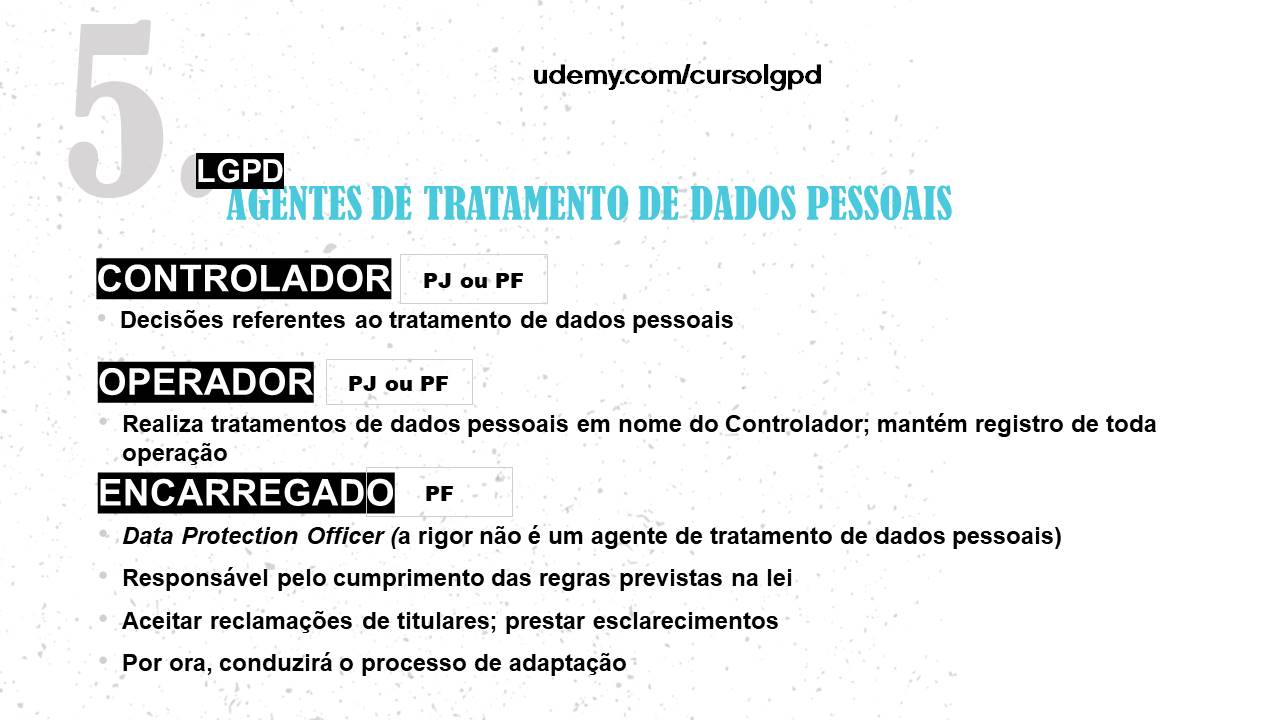 5.
udemy.com/cursolgpd
LGPD
AGENTES DE TRATAMENTO DE DADOS PESSOAIS
CONTROLADOR PJ ou PF
• Decisões referentes ao tratamento de dados pessoais
OPERADOR PJ ou PF
• Realiza tratamentos de dados pessoais em nome do Controlador; mantém registro de toda
operação
ENCARREGADO PF
• Data Protection Officer (a rigor não é um agente de tratamento de dados pessoais)
• Responsável pelo cumprimento das regras previstas na lei
• Aceitar reclamações de titulares; prestar esclarecimentos
• Por ora, conduzirá o processo de adaptação